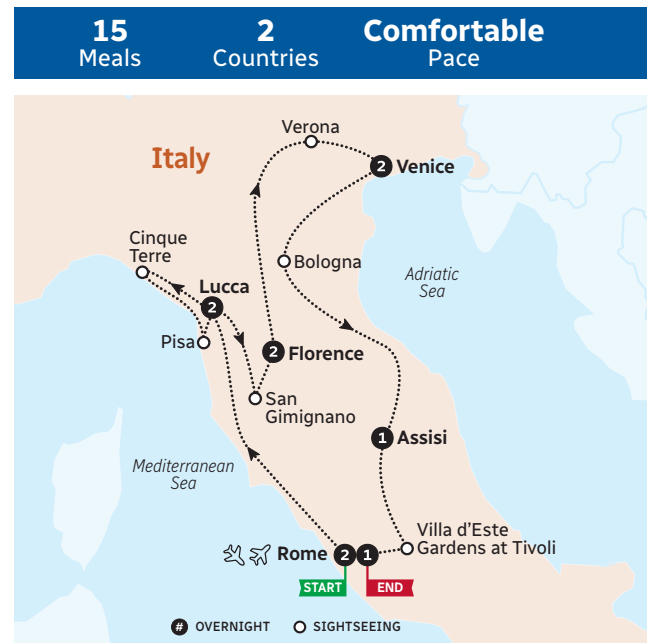 15
Meals
2
Countries
Comfortable
Pace
Verona
Italy
2
Venice
Cinque
Terre
Bologna
Adriatic
Sea
Lucca
2
Pisa
2
Florence
San
Gimignano
1
Assisi
Mediterranean
Sea
Villa d'Este
Gardens at Tivoli
Rome
2
1
START
END
# OVERNIGHT
SIGHTSEEING